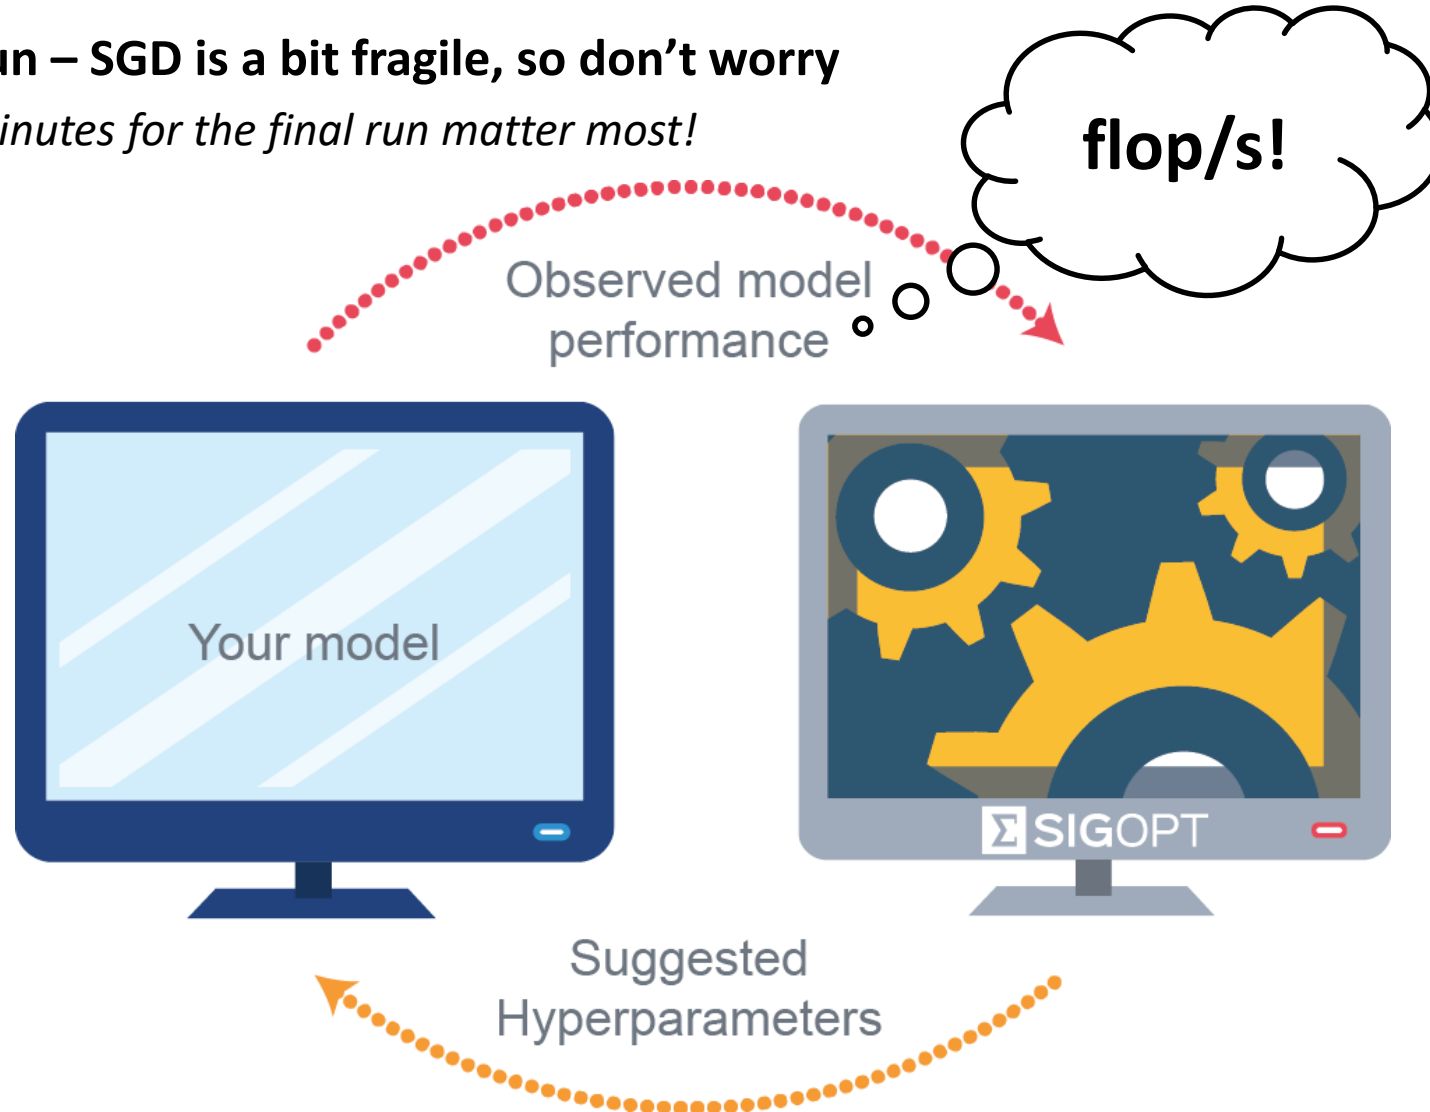 un – SGD is a bit fragile, so don't worry
inutes for the final run matter most!
flop/s!
Observed model
performance
Your model
ΣSIGOPT
Suggested
Hyperparameters